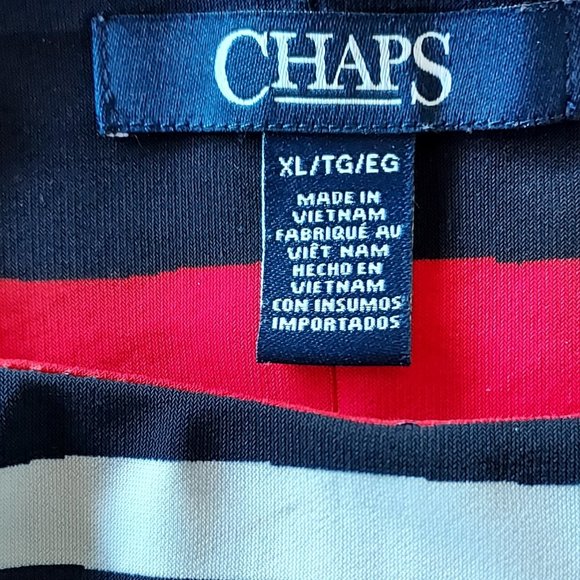 CHAPS
XL/TG/EG
MADE IN
VIETNAM
FABRIQUÉ AU
VIÊT NAM
HECHO EN
VIETNAM
CON INSUMOS
IMPORTADOS